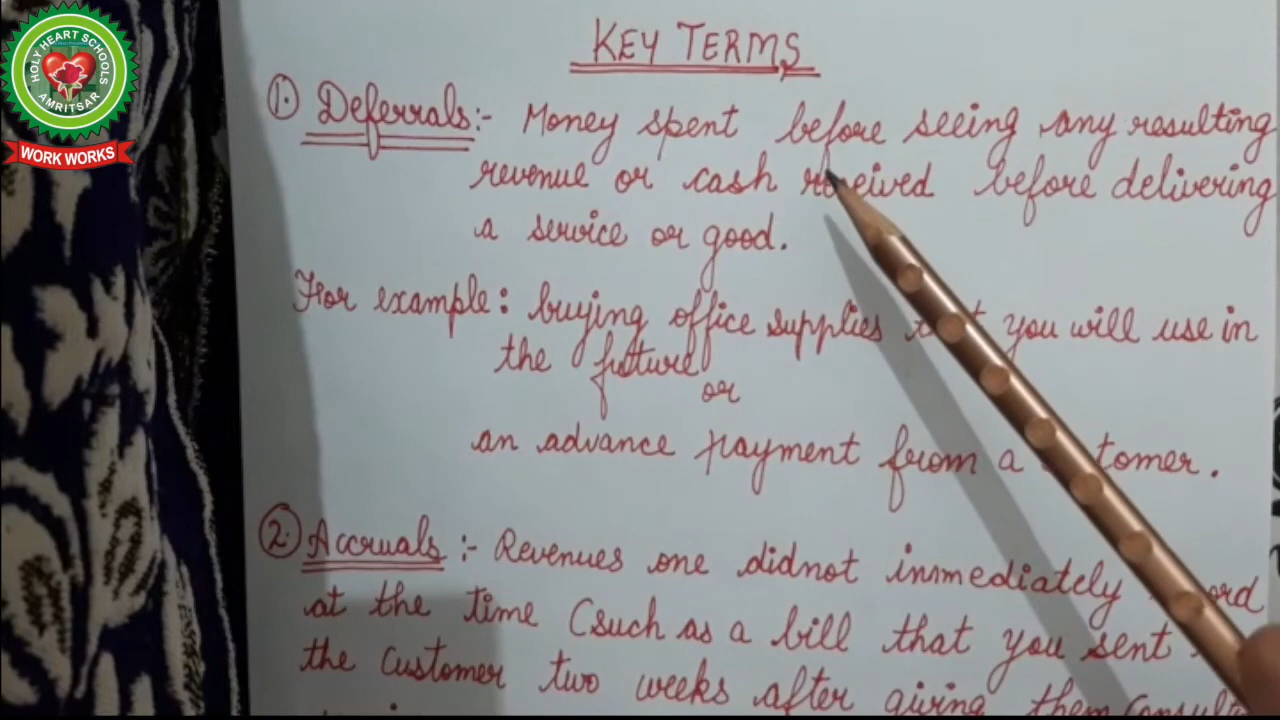 HOLY HEART SCHOOLS
AMRITSAR
WORK WORKS
KEY TERMS
1. Deferrals:- Money spent before seeing any resulting
revenue or cash received before delivering
a service or good.
For example: buying office supplies you will use in
the future
or
an advance payment from a
2. Accruals :- Revenues one didnot immediately
at the time (such as a bill that you sent
the customer two weeks after giving them